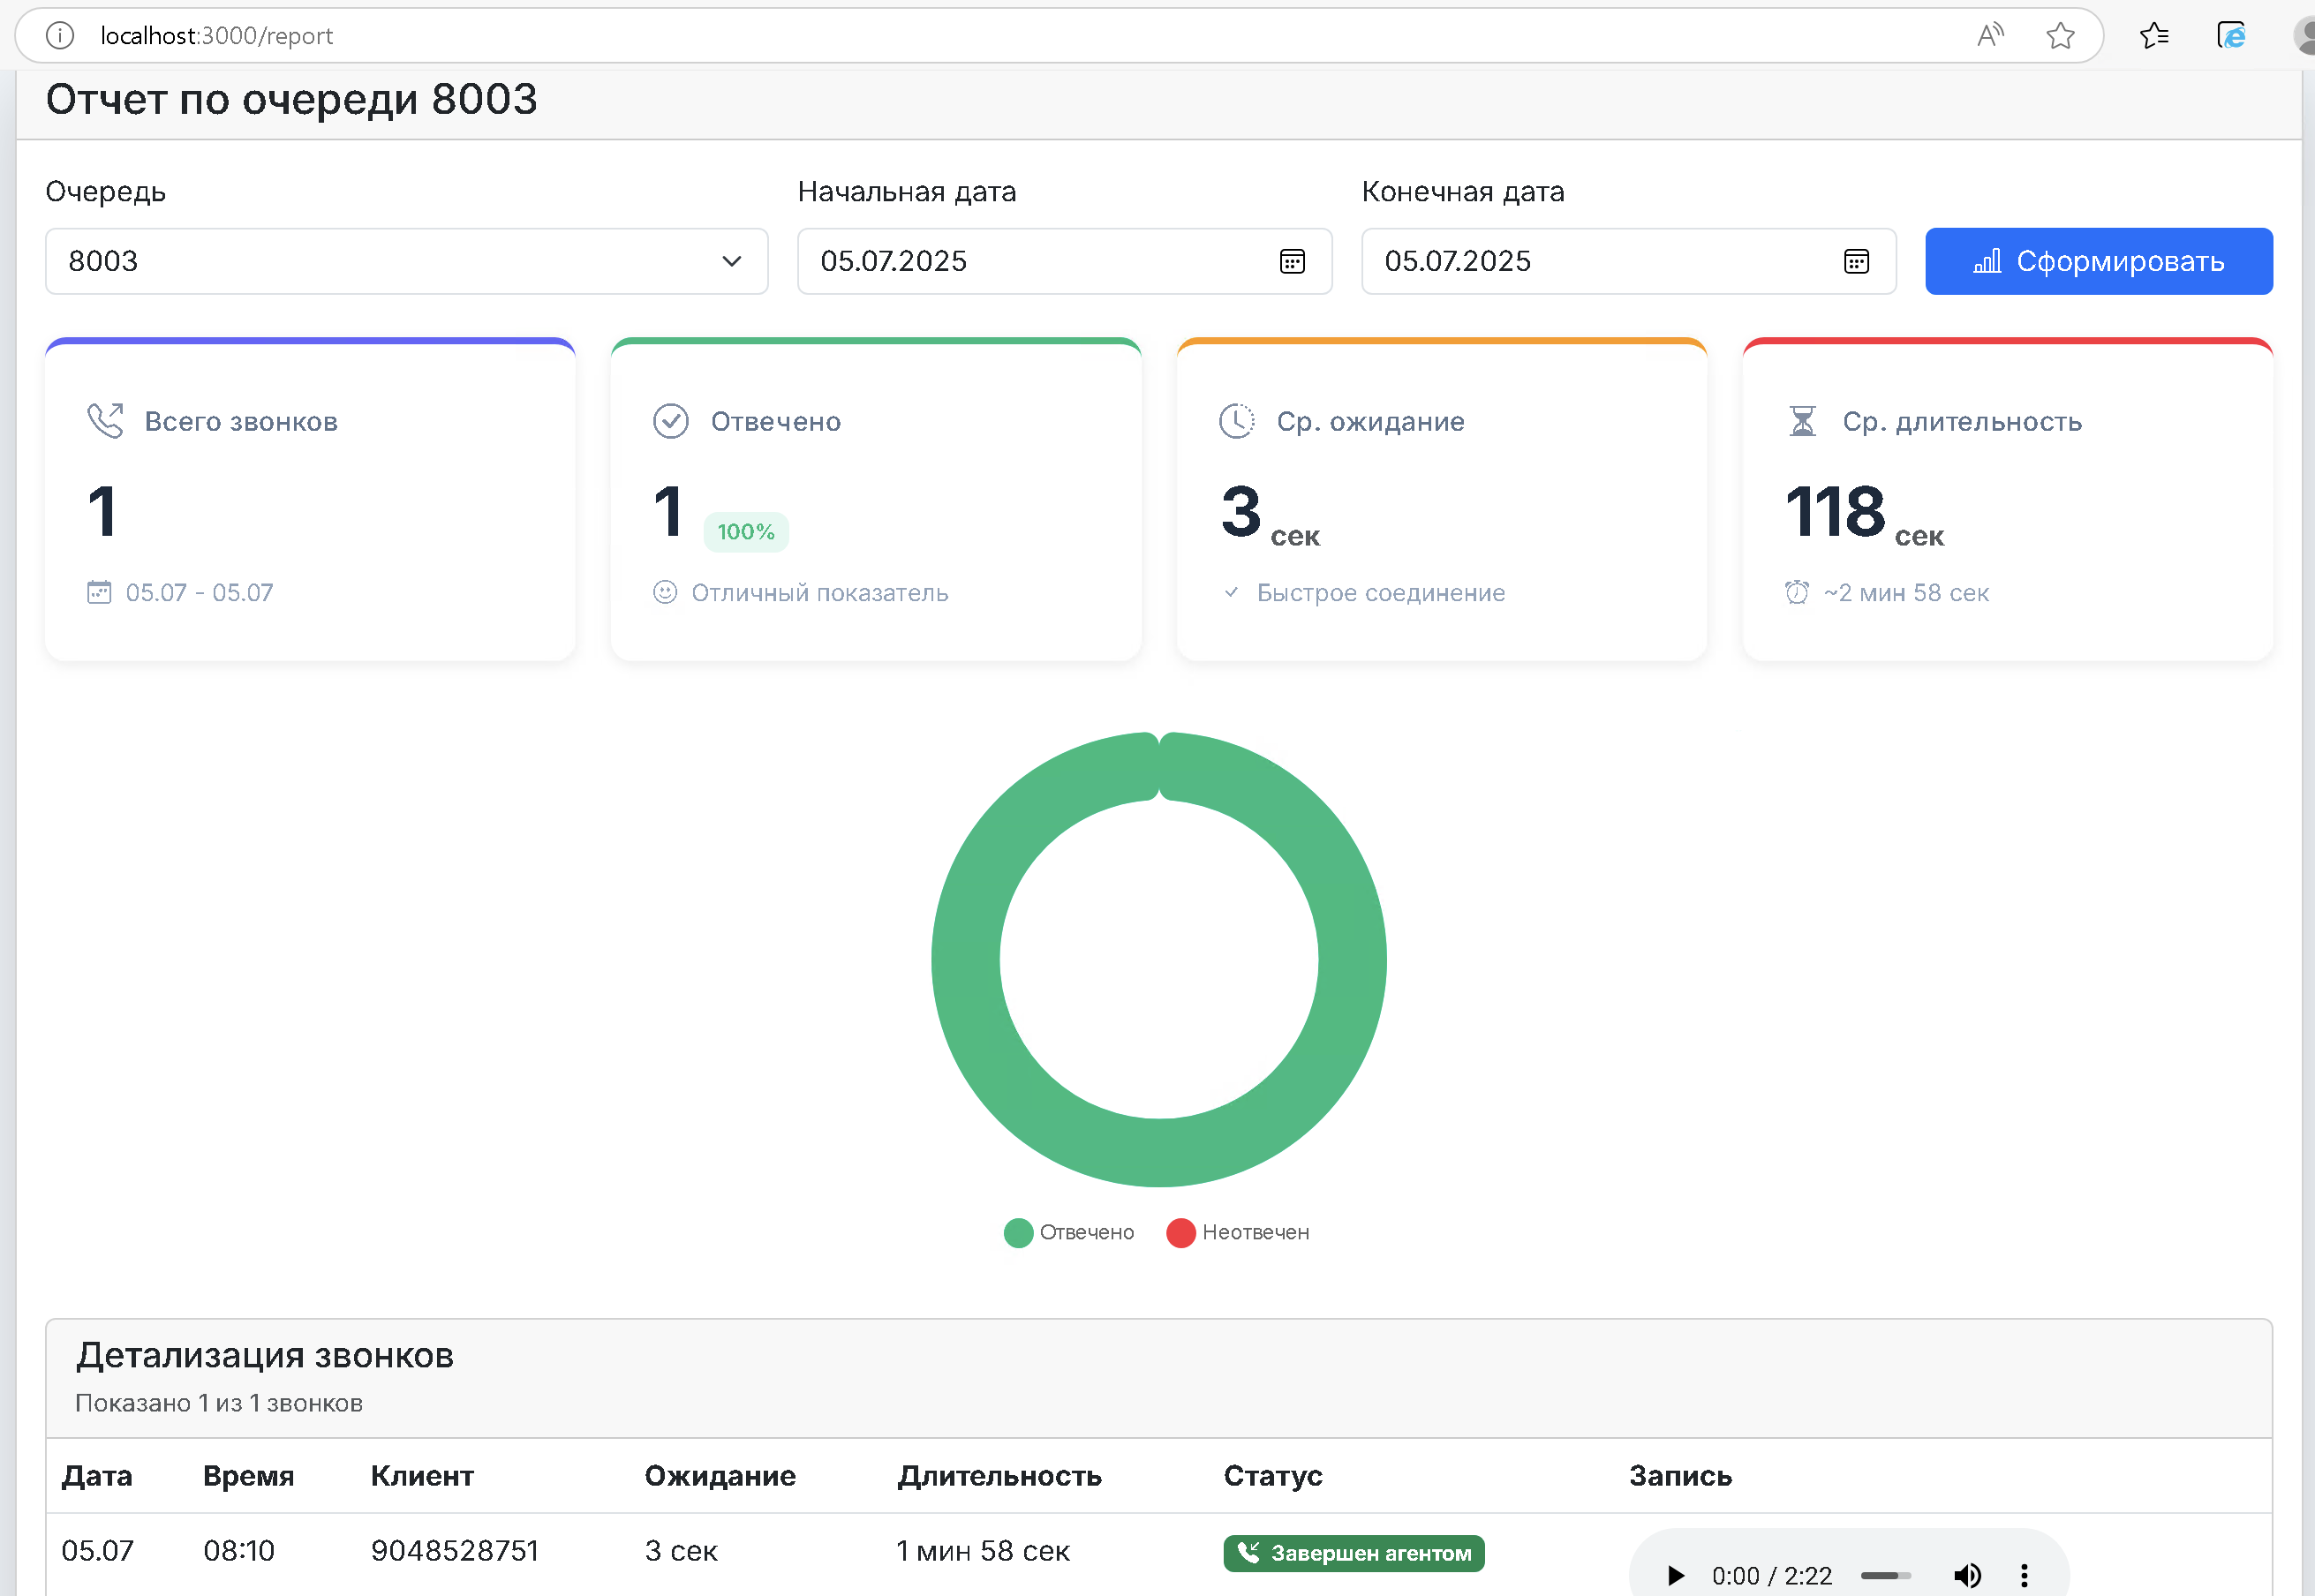 localhost:3000/report
Отчет по очереди 8003
Очередь
Начальная дата
Конечная дата
8003
05.07.2025
05.07.2025
Сформировать
Всего звонков
1
05.07 - 05.07
Отвечено
1 100%
Отличный показатель
Ср. ожидание
3 сек
Быстрое соединение
Ср. длительность
118 сек
~2 мин 58 сек
Отвечено
Неотвечен
Детализация звонков
Показано 1 из 1 звонков
Дата Время Клиент Ожидание Длительность Статус Запись
05.07 08:10 9048528751 3 сек 1 мин 58 сек Завершен агентом 0:00 / 2:22